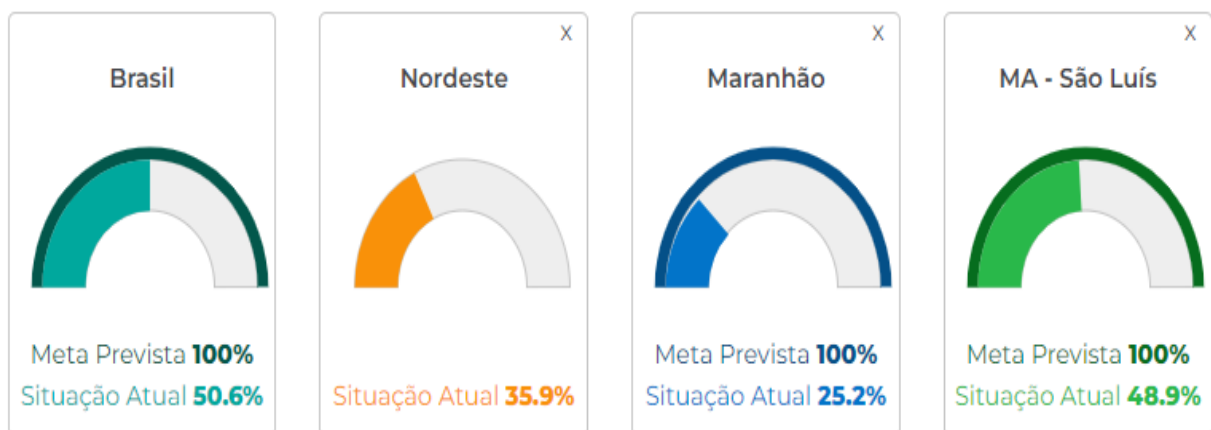 Brasil
Meta Prevista 100%
Situação Atual 50.6%
X
Nordeste
Situação Atual 35.9%
X
Maranhão
Meta Prevista 100%
Situação Atual 25.2%
X
MA - São Luís
Meta Prevista 100%
Situação Atual 48.9%